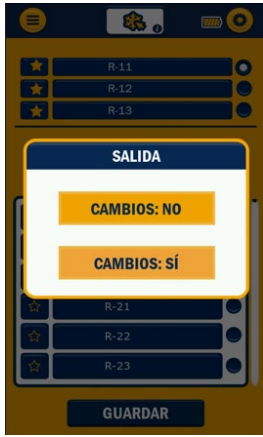 R-11
R-12
R-13
SALIDA
CAMBIOS: NO
CAMBIOS: SÍ
R-21
R-22
R-23
GUARDAR